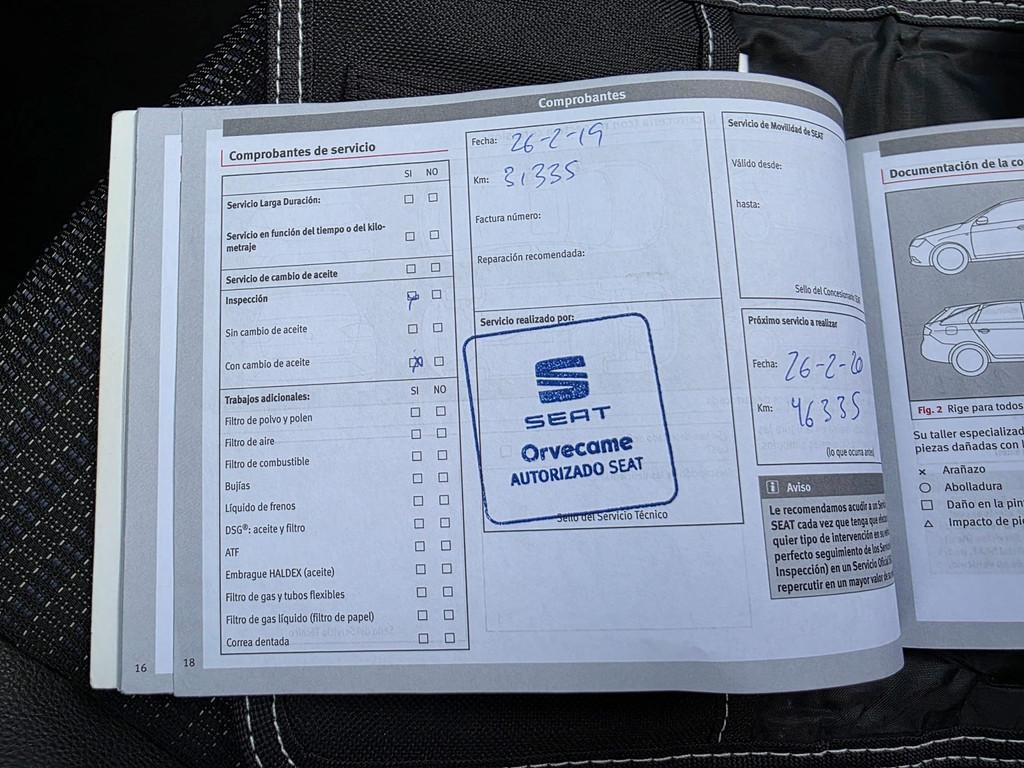 Comprobantes
Comprobantes de servicio
SI NO
Servicio Larga Duración:
Servicio en función del tiempo o del kilo-
metraje
Servicio de cambio de aceite
Inspección
Sin cambio de aceite
Con cambio de aceite
Trabajos adicionales: SI NO
Filtro de polvo y polen
Filtro de aire
Filtro de combustible
Bujías
Líquido de frenos
DSG®: aceite y filtro
ATF
Embrague HALDEX (aceite)
Filtro de gas y tubos flexibles
Filtro de gas líquido (filtro de papel)
Correa dentada
16 18
Fecha: 26-2-19
Km: 31335
Factura número:
Reparación recomendada:
Servicio realizado por:
SEAT
Orvecame
AUTORIZADO SEAT
Sello del Servicio Técnico
Servicio de Movilidad de SEAT
Válido desde:
hasta:
Sello del Concesionario SEAT
Próximo servicio a realizar
Fecha: 26-2-20
Km: 46335
(lo que ocurra antes)
i Aviso
Le recomendamos acudir a un Servi
SEAT cada vez que tenga que
quier tipo de intervención en su
perfecto seguimiento de los
Inspección) en un Servicio Oficial
repercutir en un mayor valor de
Documentación de la co
Fig. 2 Rige para todos
Su taller especializad
piezas dañadas con l
× Arañazo
○ Abolladura
□ Daño en la pin
△ Impacto de pie